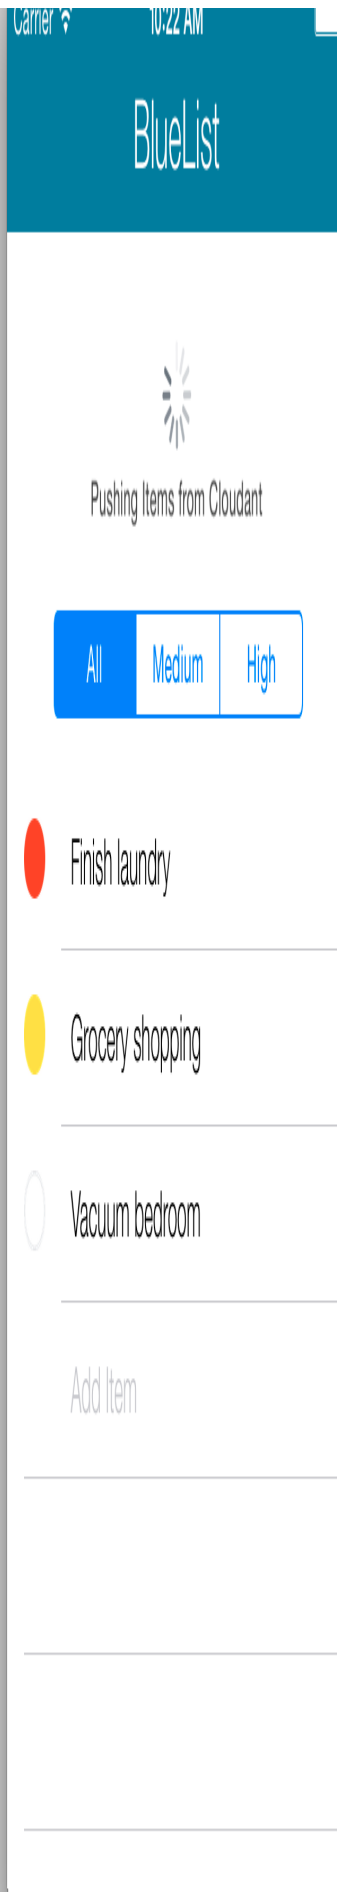 Carrier 10:22 AM
BlueList
Pushing Items from Cloudant
All Medium High
Finish laundry
Grocery shopping
Vacuum bedroom
Add Item